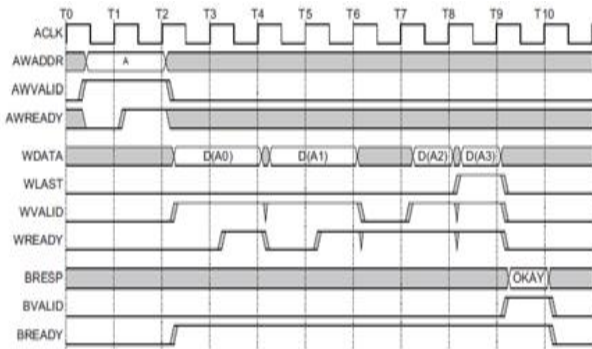 T0 T1 T2 T3 T4 T5 T6 T7 T8 T9 T10
ACLK
AWADDR A
AWVALID
AWREADY
WDATA D(A0) D(A1) D(A2) D(A3)
WLAST
WVALID
WREADY
BRESP OKAY
BVALID
BREADY